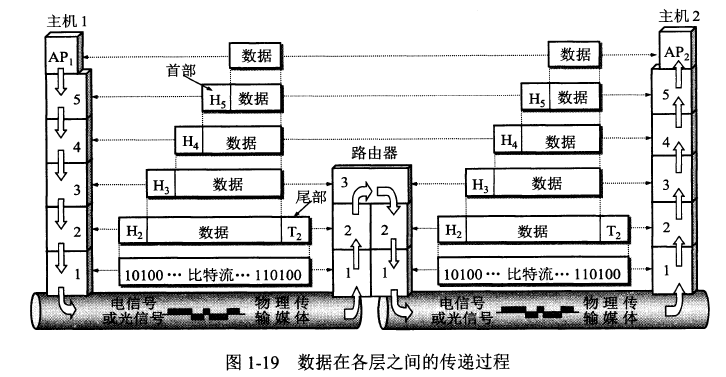 主机 1
主机 2
AP1
数据
数据
AP2
首部
5
H5 数据
H5 数据
5
4
H4 数据
H4 数据
4
路由器
3
H3 数据
3
H3 数据
3
尾部
2
H2 数据 T2
2
2
H2 数据 T2
2
1
10100 … 比特流 … 110100
1
1
10100 … 比特流 … 110100
1
电信号
或光信号
物理传
输媒体
电信号
或光信号
物理传
输媒体
图 1-19 数据在各层之间的传递过程